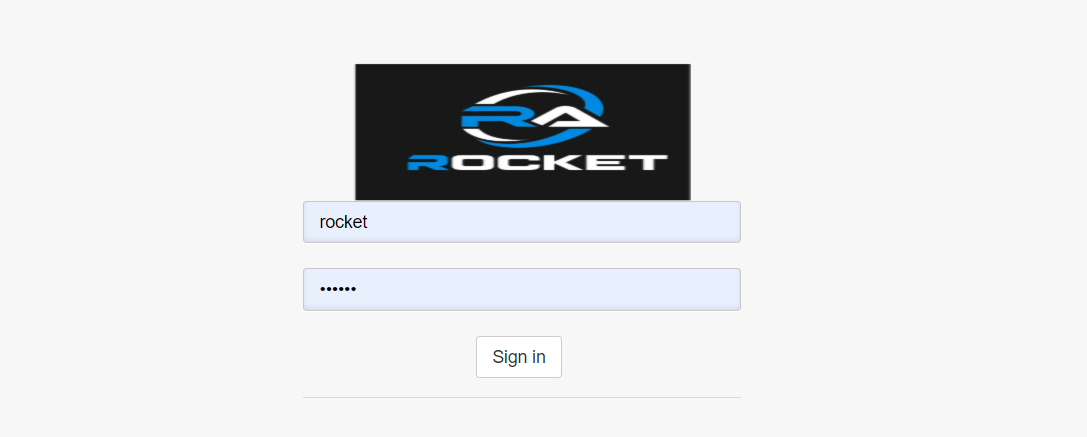 RA
ROCKET
rocket
••••••
Sign in